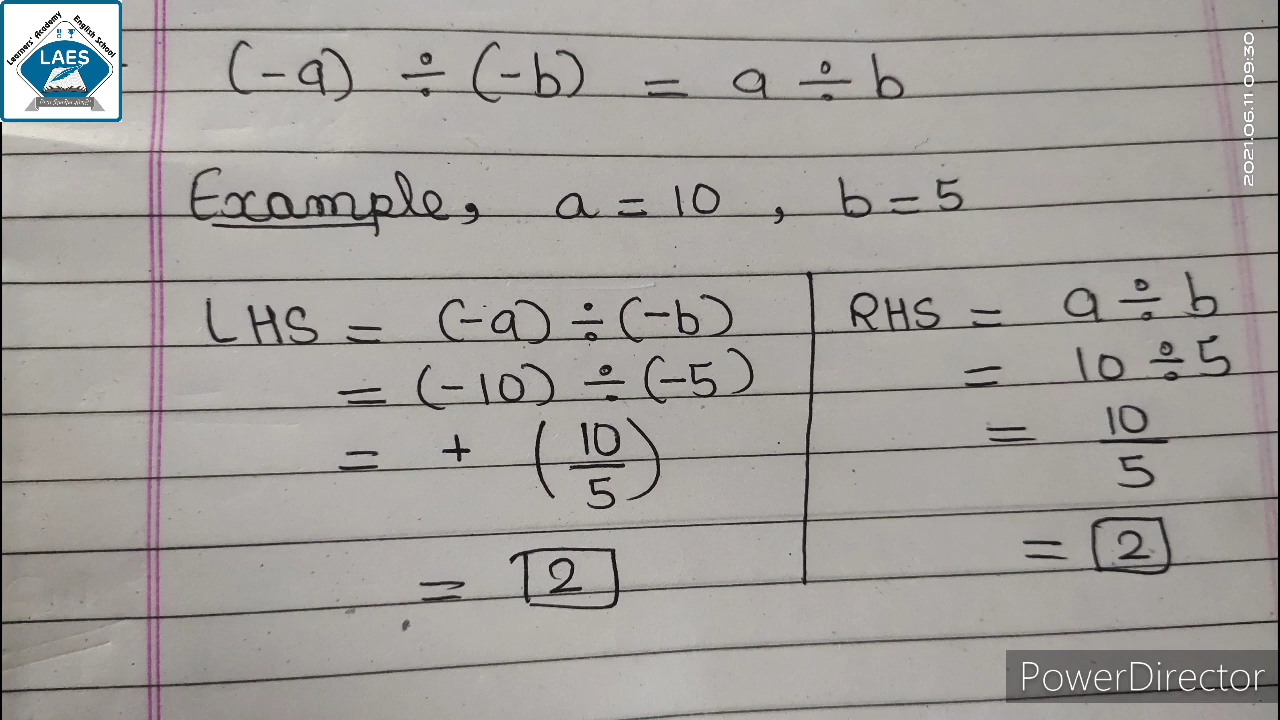 Learners' Academy English School
LAES
(-a) ÷ (-b) = a ÷ b
2021.06.11 09:30
Example, a = 10 , b = 5
LHS = (-a) ÷ (-b)
= (-10) ÷ (-5)
= + (10/5)
= 2
RHS = a ÷ b
= 10 ÷ 5
= 10/5
= 2
PowerDirector